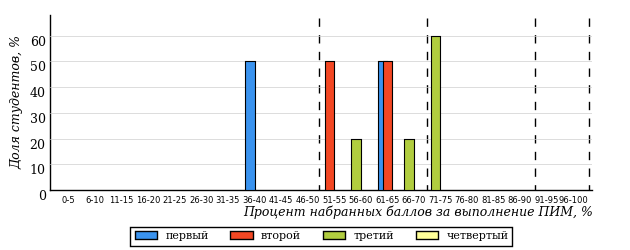 Доля студентов, %
60
50
40
30
20
10
0
0-5 6-10 11-15 16-20 21-25 26-30 31-35 36-40 41-45 46-50 51-55 56-60 61-65 66-70 71-75 76-80 81-85 86-90 91-95 96-100
Процент набранных баллов за выполнение ПИМ, %
первый второй третий четвертый